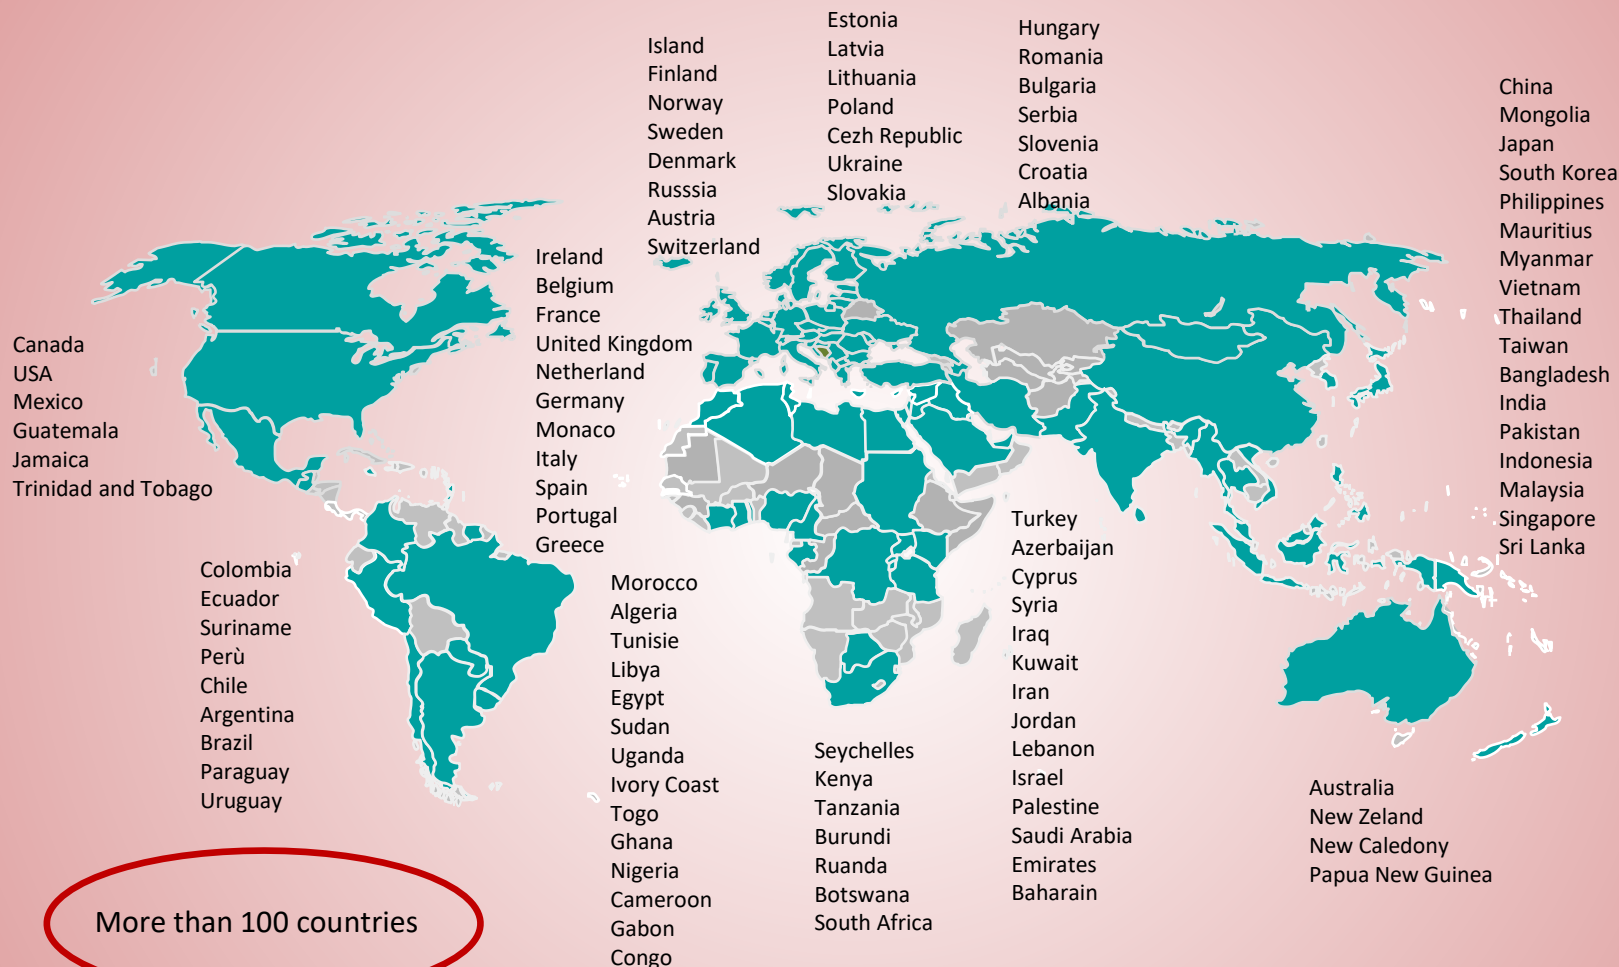 Island
Finland
Norway
Sweden
Denmark
Russsia
Austria
Switzerland
Estonia
Latvia
Lithuania
Poland
Cezh Republic
Ukraine
Slovakia
Hungary
Romania
Bulgaria
Serbia
Slovenia
Croatia
Albania
China
Mongolia
Japan
South Korea
Philippines
Mauritius
Myanmar
Vietnam
Thailand
Taiwan
Bangladesh
India
Pakistan
Indonesia
Malaysia
Singapore
Sri Lanka
Ireland
Belgium
France
United Kingdom
Netherland
Germany
Monaco
Italy
Spain
Portugal
Greece
Canada
USA
Mexico
Guatemala
Jamaica
Trinidad and Tobago
Colombia
Ecuador
Suriname
Perù
Chile
Argentina
Brazil
Paraguay
Uruguay
Morocco
Algeria
Tunisie
Libya
Egypt
Sudan
Uganda
Ivory Coast
Togo
Ghana
Nigeria
Cameroon
Gabon
Congo
Seychelles
Kenya
Tanzania
Burundi
Ruanda
Botswana
South Africa
Turkey
Azerbaijan
Cyprus
Syria
Iraq
Kuwait
Iran
Jordan
Lebanon
Israel
Palestine
Saudi Arabia
Emirates
Baharain
Australia
New Zeland
New Caledony
Papua New Guinea
More than 100 countries